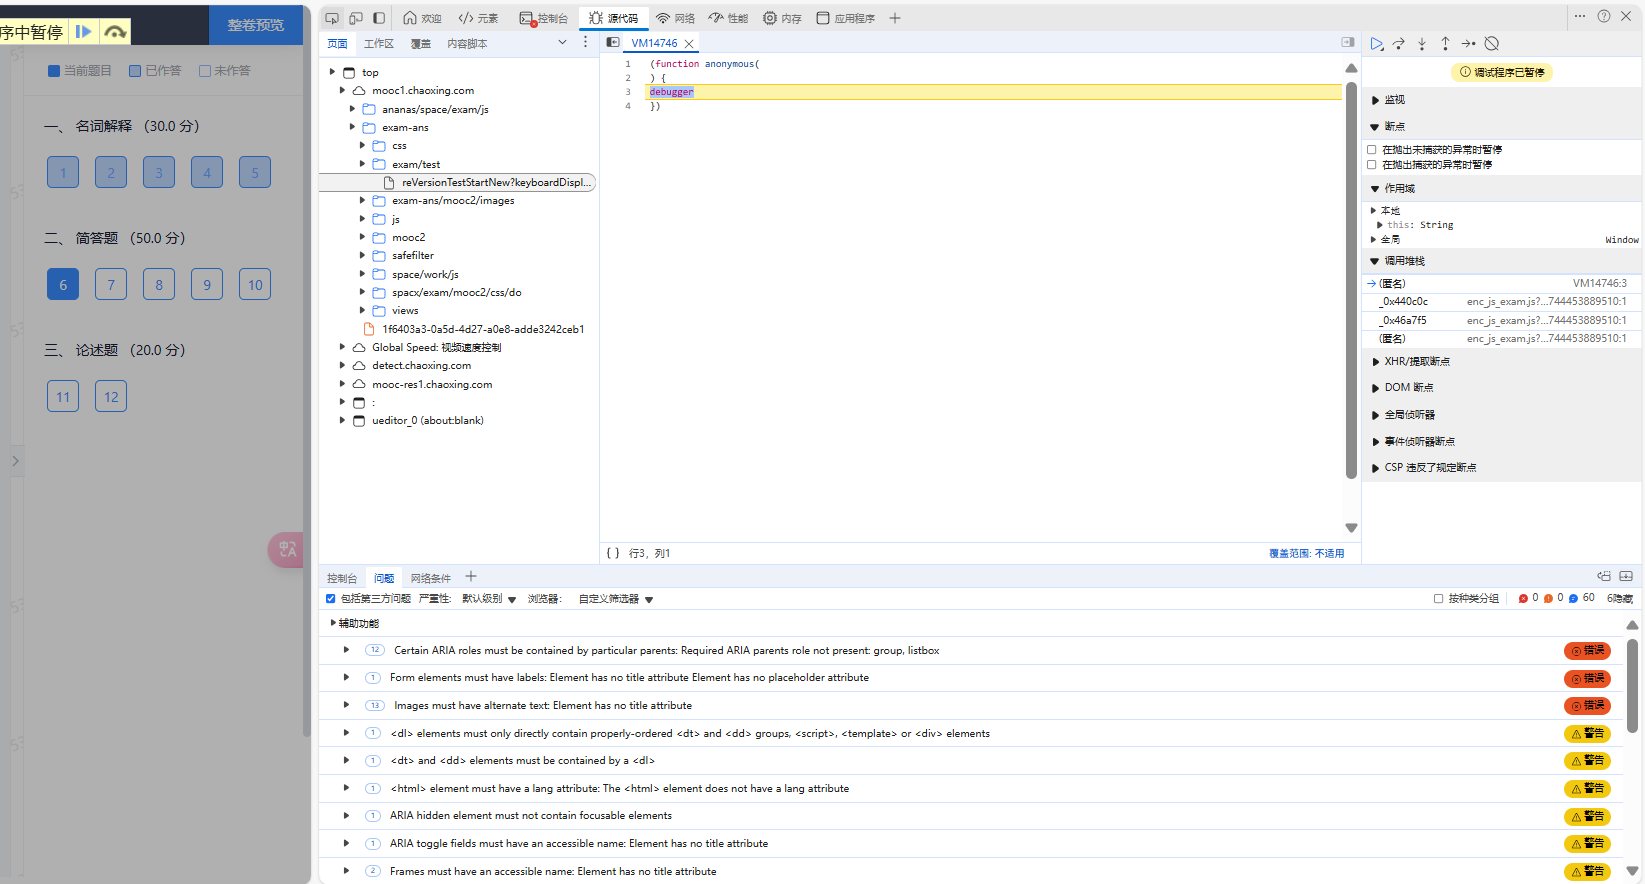 序中暂停
整卷预览
当前题目 已作答 未作答
一、 名词解释 （30.0 分）
1 2 3 4 5
二、 简答题 （50.0 分）
6 7 8 9 10
三、 论述题 （20.0 分）
11 12
欢迎 元素 控制台 源代码 网络 性能 内存 应用程序
页面 工作区 覆盖 内容脚本
top
mooc1.chaoxing.com
ananas/space/exam/js
exam-ans
css
exam/test
reVersionTestStartNew?keyboardDispl...
exam-ans/mooc2/images
js
mooc2
safefilter
space/work/js
spacx/exam/mooc2/css/do
views
1f6403a3-0a5d-4d27-a0e8-adde3242ceb1
Global Speed: 视频速度控制
detect.chaoxing.com
mooc-res1.chaoxing.com
:
ueditor_0 (about:blank)
VM14746
1 (function anonymous(
2 ) {
3 debugger
4 })
{ } 行3，列1
覆盖范围: 不适用
调试程序已暂停
监视
断点
在抛出未捕获的异常时暂停
在抛出捕获的异常时暂停
作用域
本地
this: String
全局 Window
调用堆栈
(匿名) VM14746:3
_0x440c0c enc_js_exam.js?...744453889510:1
_0x46a7f5 enc_js_exam.js?...744453889510:1
(匿名) enc_js_exam.js?...744453889510:1
XHR/提取断点
DOM 断点
全局侦听器
事件侦听器断点
CSP 违反了规定断点
控制台 问题 网络条件
包括第三方问题 严重性: 默认级别 浏览器: 自定义筛选器 按种类分组 0 0 60 6隐藏
辅助功能
12 Certain ARIA roles must be contained by particular parents: Required ARIA parents role not present: group, listbox 错误
1 Form elements must have labels: Element has no title attribute Element has no placeholder attribute 错误
13 Images must have alternate text: Element has no title attribute 错误
1 <dl> elements must only directly contain properly-ordered <dt> and <dd> groups, <script>, <template> or <div> elements 警告
1 <dt> and <dd> elements must be contained by a <dl> 警告
1 <html> element must have a lang attribute: The <html> element does not have a lang attribute 警告
1 ARIA hidden element must not contain focusable elements 警告
1 ARIA toggle fields must have an accessible name: Element has no title attribute 警告
2 Frames must have an accessible name: Element has no title attribute 警告